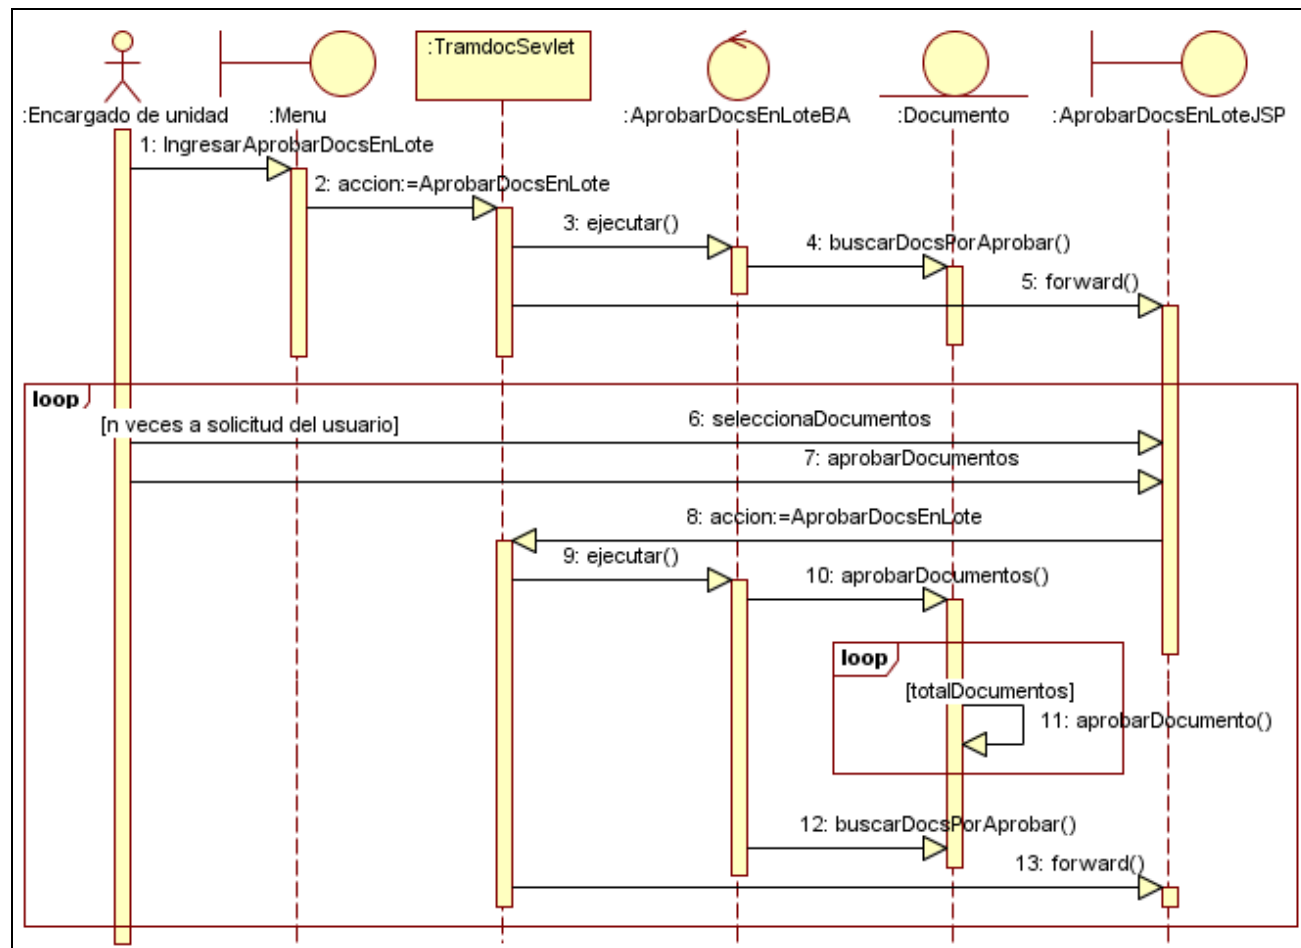 :TramdocSevlet
:Encargado de unidad
:Menu
:AprobarDocsEnLoteBA
:Documento
:AprobarDocsEnLoteJSP
1: IngresarAprobarDocsEnLote
2: accion:=AprobarDocsEnLote
3: ejecutar()
4: buscarDocsPorAprobar()
5: forward()
loop
[n veces a solicitud del usuario]
6: seleccionaDocumentos
7: aprobarDocumentos
8: accion:=AprobarDocsEnLote
9: ejecutar()
10: aprobarDocumentos()
loop
[totalDocumentos]
11: aprobarDocumento()
12: buscarDocsPorAprobar()
13: forward()